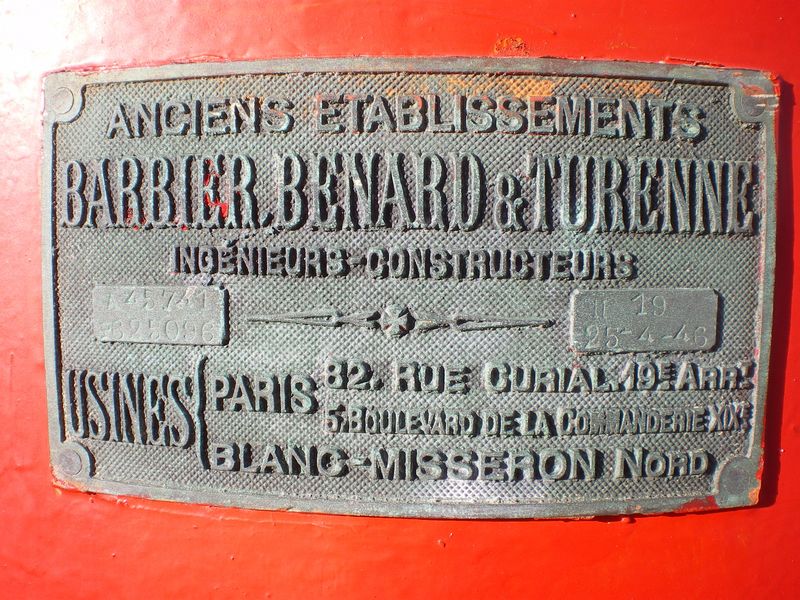 ANCIENS ETABLISSEMENTS
BARBIER, BENARD & TURENNE
INGÉNIEURS-CONSTRUCTEURS
19
25-4-46
USINES
PARIS
82, RUE CURIAL, 19E ARRT
5, BOULEVARD DE LA COMMANDERIE XIXE
BLANC-MISSERON NORD